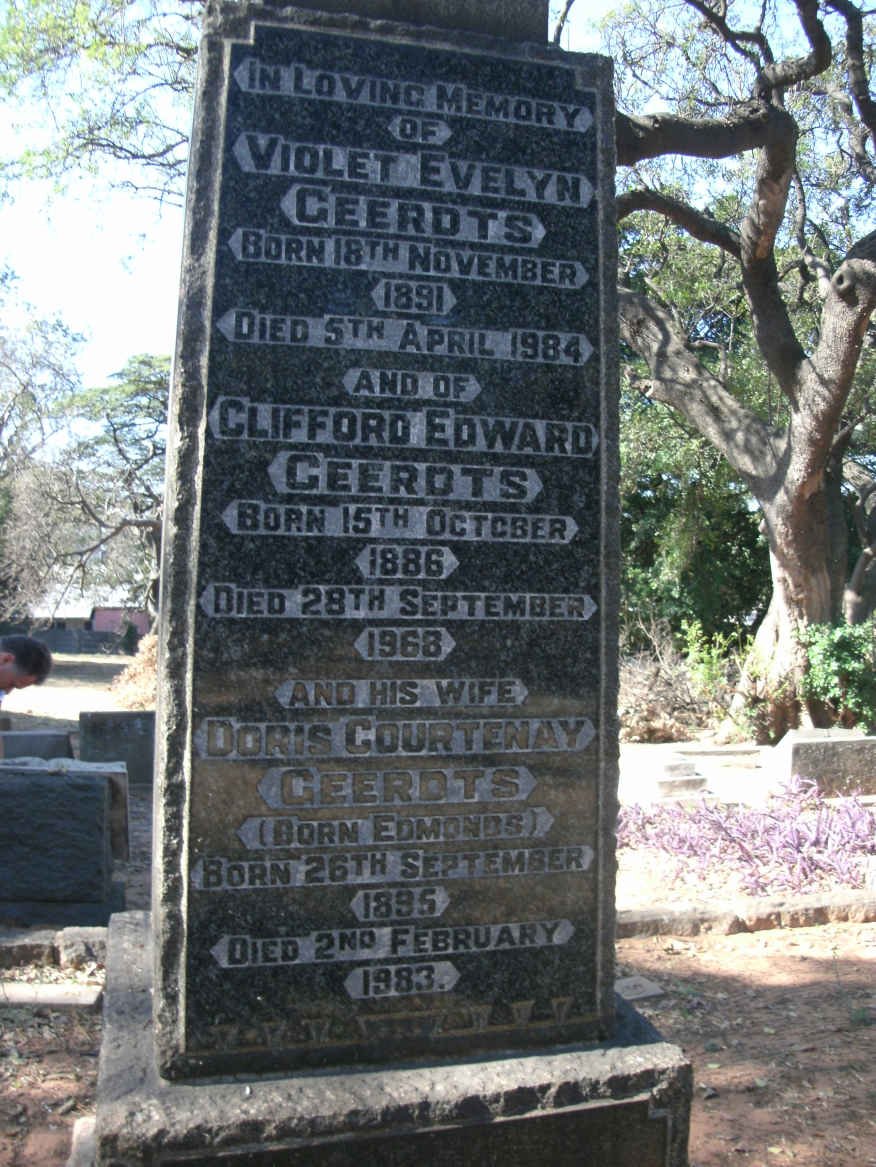 IN LOVING MEMORY
OF
VIOLET EVELYN
GEERDTS
BORN 18TH NOVEMBER
1891
DIED 5TH APRIL 1984
AND OF
CLIFFORD EDWARD
GEERDTS
BORN 15TH OCTOBER
1886
DIED 28TH SEPTEMBER
1968
AND HIS WIFE
DORIS COURTENAY
GEERDTS
(BORN EDMONDS)
BORN 26TH SEPTEMBER
1895
DIED 2ND FEBRUARY
1983.